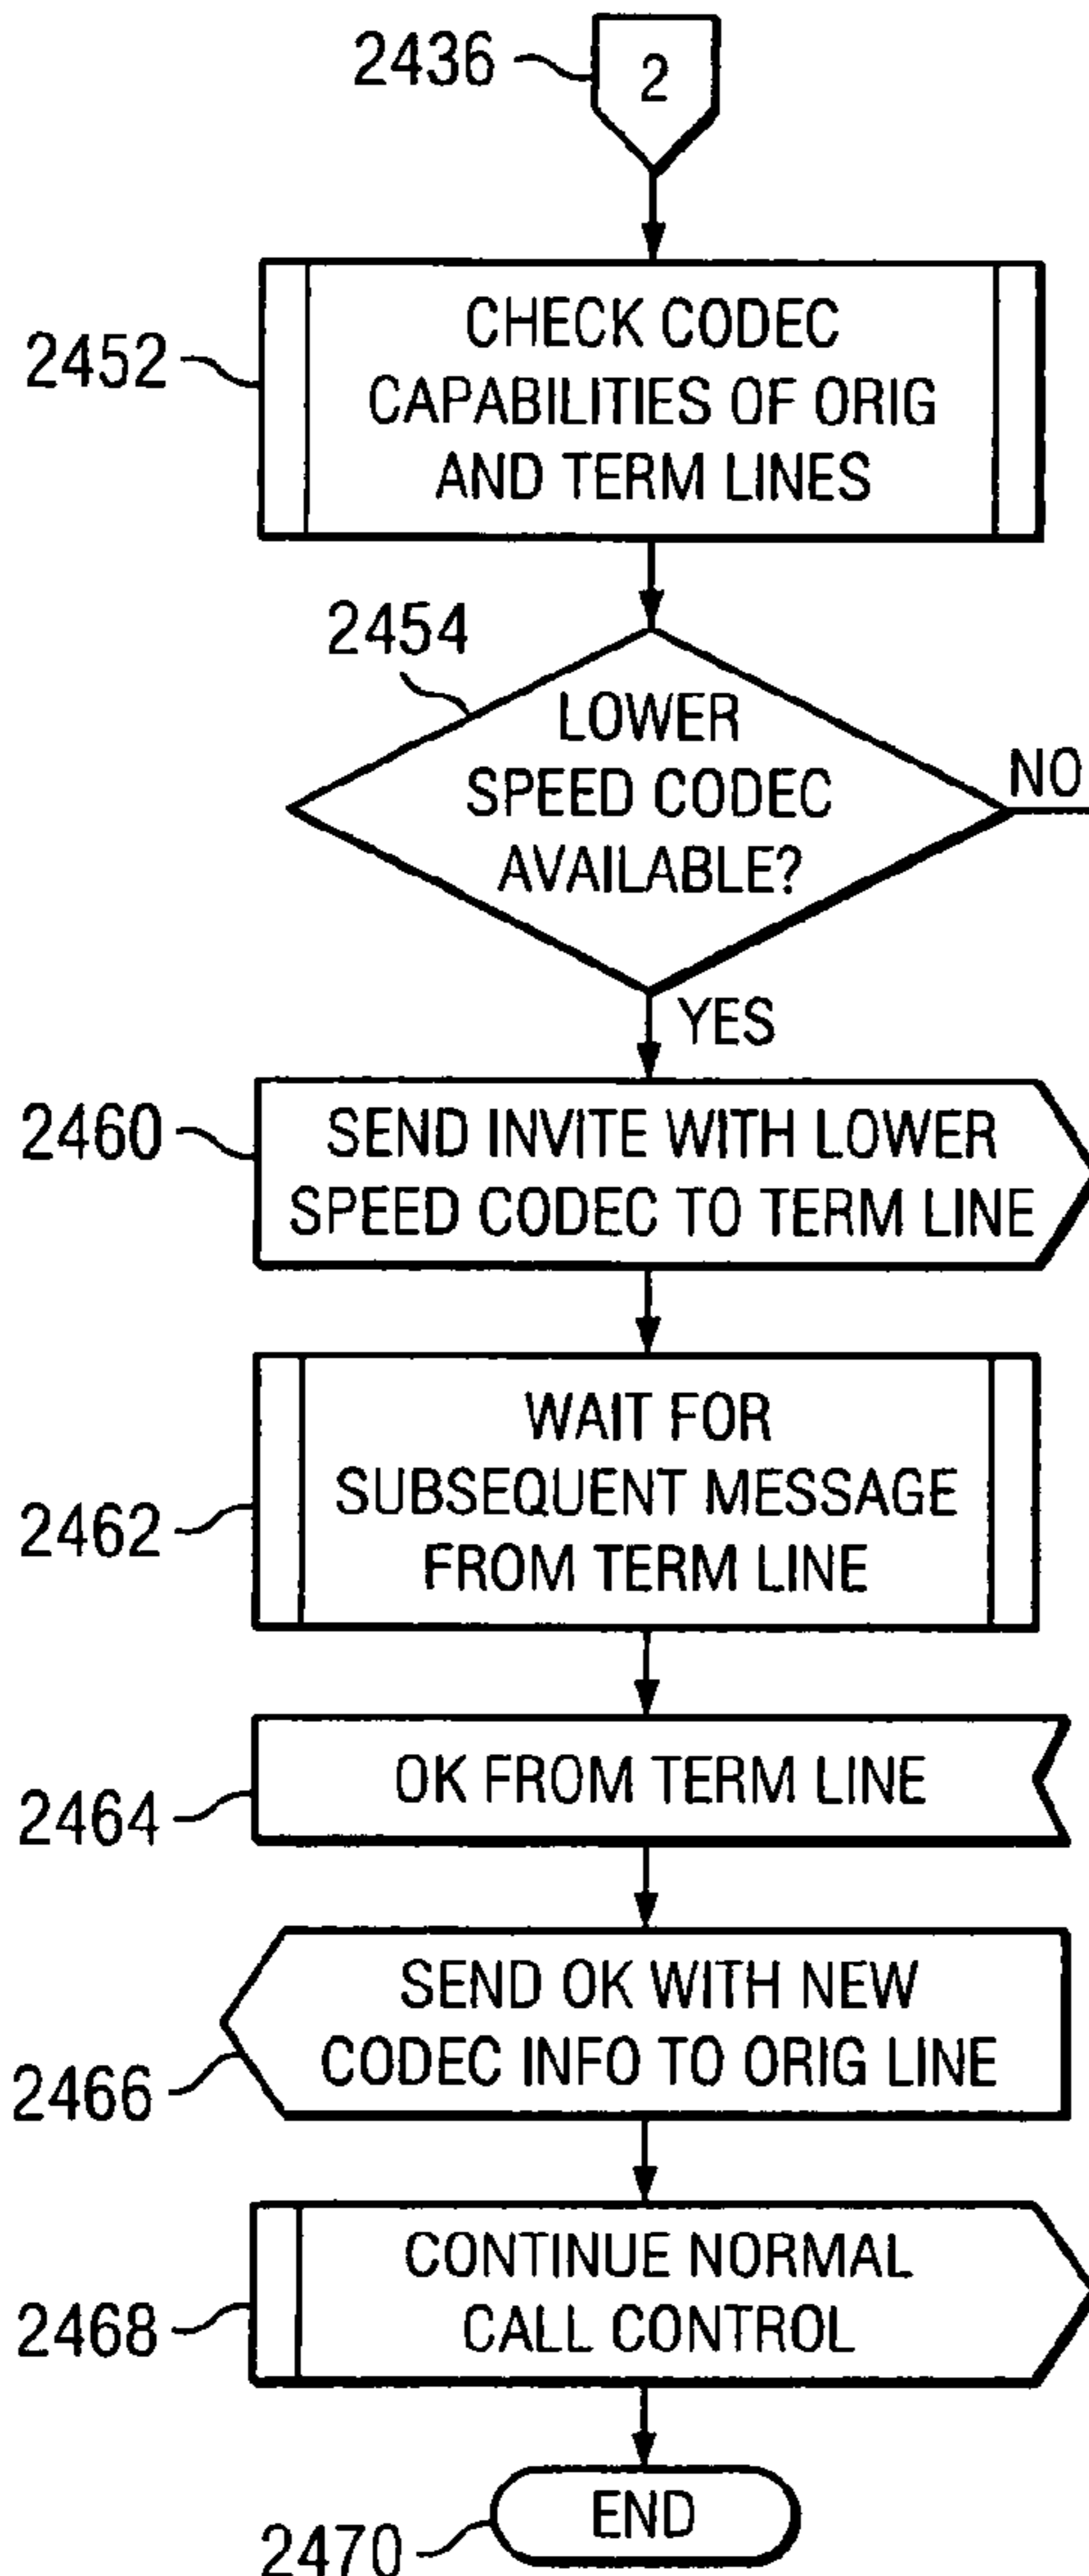 2436
2
2452
CHECK CODEC
CAPABILITIES OF ORIG
AND TERM LINES
2454
LOWER
SPEED CODEC
AVAILABLE?
NO
YES
2460
SEND INVITE WITH LOWER
SPEED CODEC TO TERM LINE
2462
WAIT FOR
SUBSEQUENT MESSAGE
FROM TERM LINE
2464
OK FROM TERM LINE
2466
SEND OK WITH NEW
CODEC INFO TO ORIG LINE
2468
CONTINUE NORMAL
CALL CONTROL
2470
END